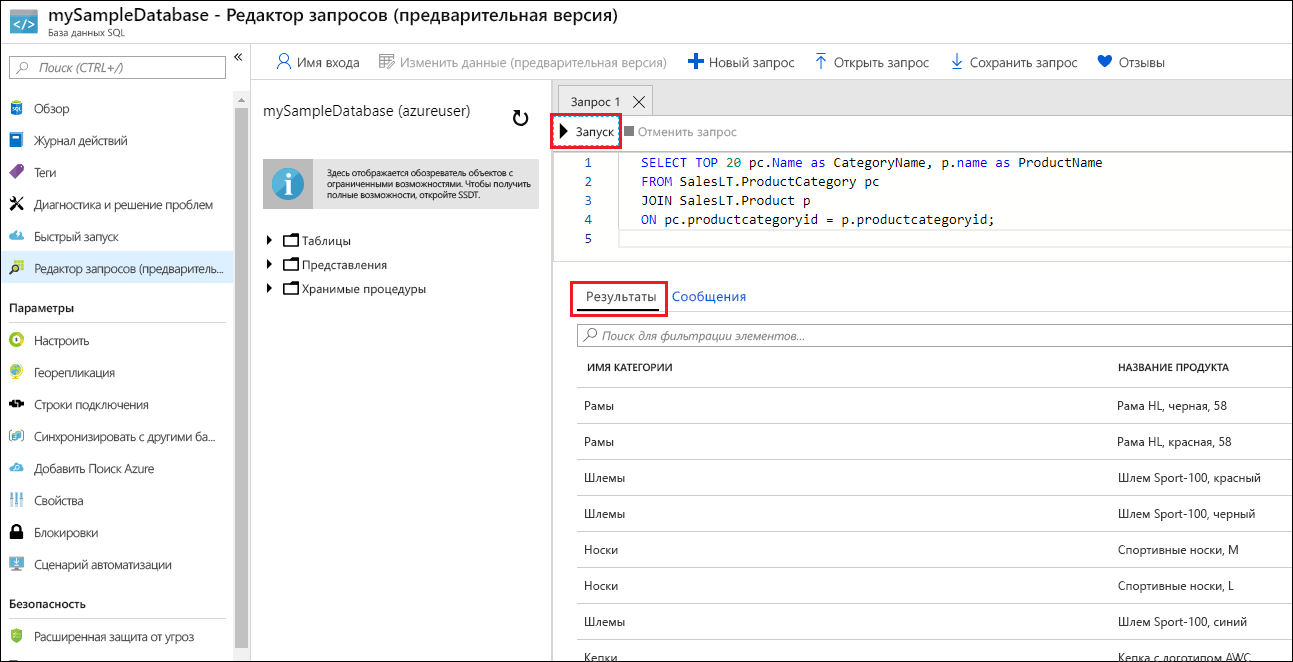 mySampleDatabase - Редактор запросов (предварительная версия)
База данных SQL
Поиск (CTRL+/)
«
Обзор
Журнал действий
Теги
Диагностика и решение проблем
Быстрый запуск
Редактор запросов (предваритель...
Параметры
Настроить
Георепликация
Строки подключения
Синхронизировать с другими ба...
Добавить Поиск Azure
Свойства
Блокировки
Сценарий автоматизации
Безопасность
Расширенная защита от угроз
Имя входа
Изменить данные (предварительная версия)
Новый запрос
Открыть запрос
Сохранить запрос
Отзывы
mySampleDatabase (azureuser)
Здесь отображается обозреватель объектов с
ограниченными возможностями. Чтобы получить
полные возможности, откройте SSDT.
Таблицы
Представления
Хранимые процедуры
Запрос 1
Запуск
Отменить запрос
1 SELECT TOP 20 pc.Name as CategoryName, p.name as ProductName
2 FROM SalesLT.ProductCategory pc
3 JOIN SalesLT.Product p
4 ON pc.productcategoryid = p.productcategoryid;
5
Результаты Сообщения
Поиск для фильтрации элементов...
ИМЯ КАТЕГОРИИ НАЗВАНИЕ ПРОДУКТА
Рамы Рама HL, черная, 58
Рамы Рама HL, красная, 58
Шлемы Шлем Sport-100, красный
Шлемы Шлем Sport-100, черный
Носки Спортивные носки, M
Носки Спортивные носки, L
Шлемы Шлем Sport-100, синий
Кепки Кепка с логотипом AWC